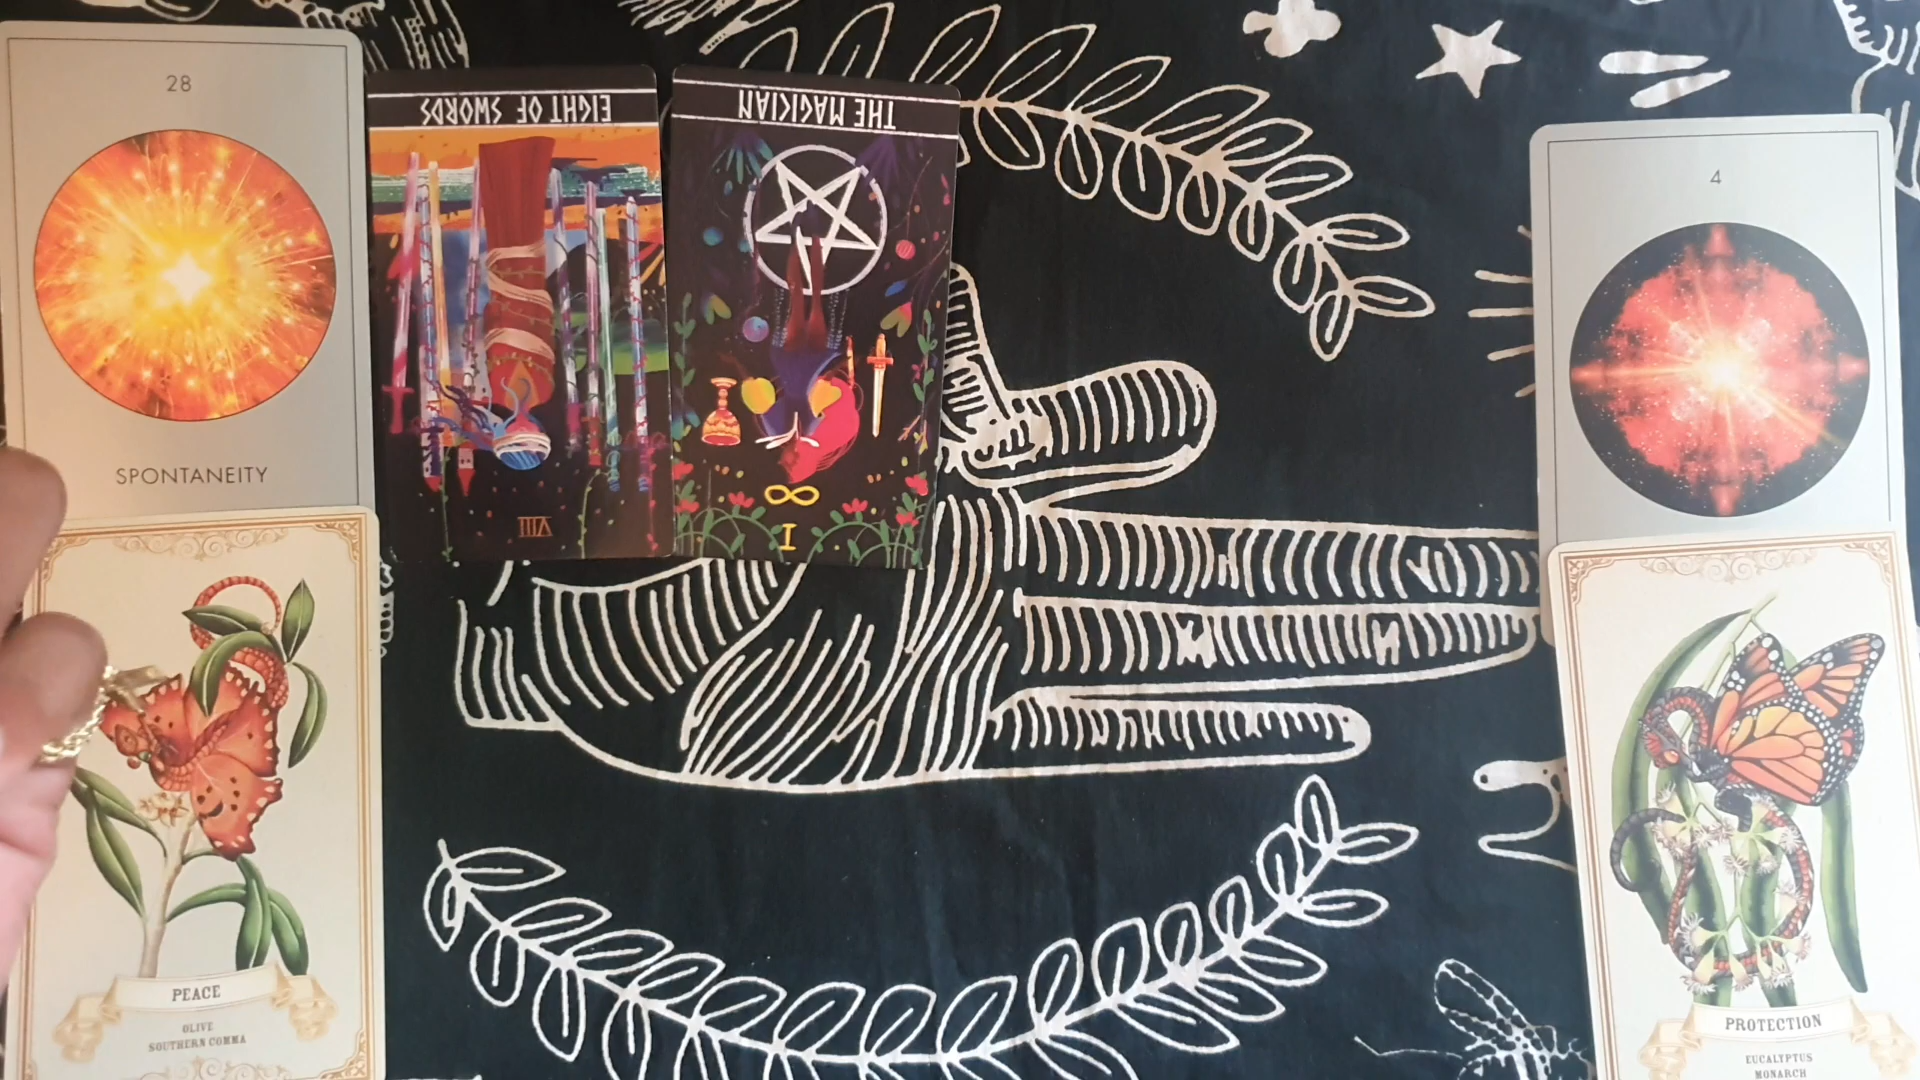 28
SPONTANEITY
EIGHT OF SWORDS
VIII
THE MAGICIAN
I
4
PEACE
OLIVE
SOUTHERN COMMA
PROTECTION
EUCALYPTUS
MONARCH